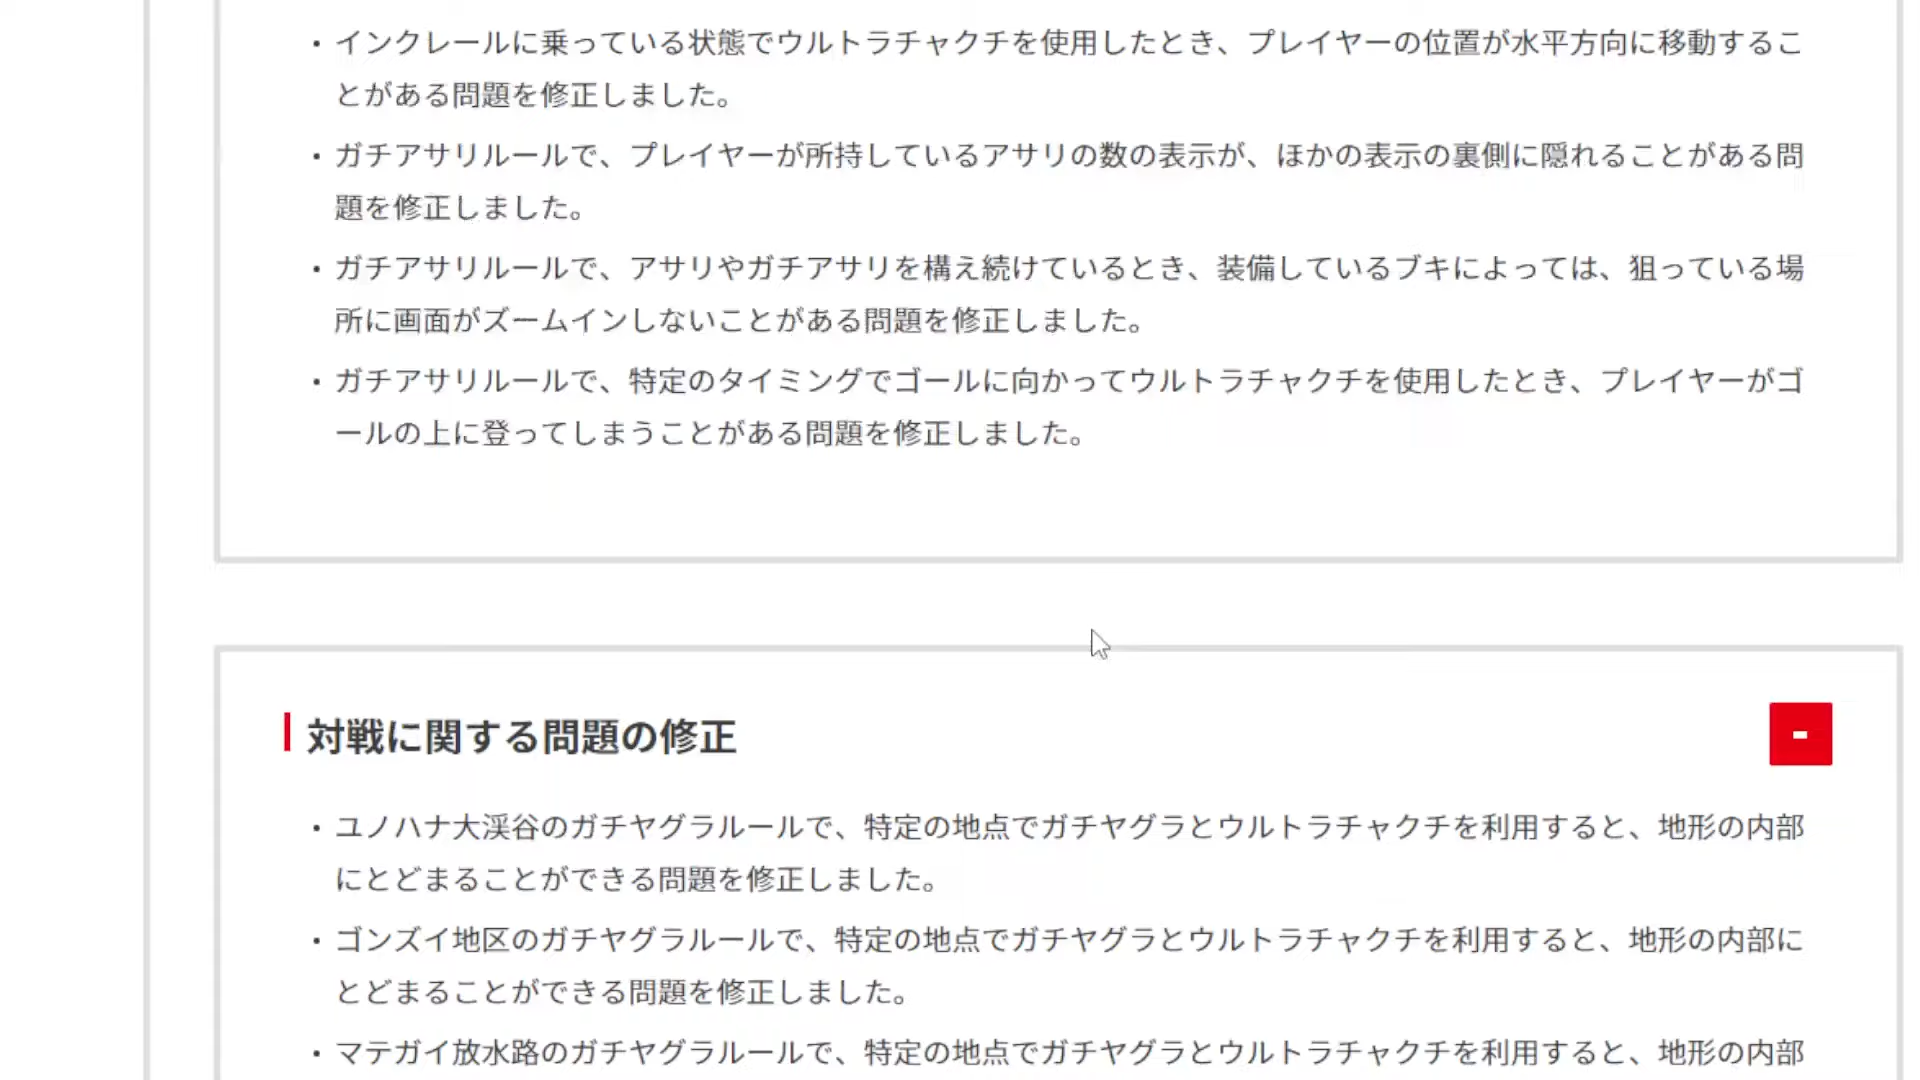 ・インクレールに乗っている状態でウルトラチャクチを使用したとき、プレイヤーの位置が水平方向に移動するこ
とがある問題を修正しました。
・ガチアサリルールで、プレイヤーが所持しているアサリの数の表示が、ほかの表示の裏側に隠れることがある問
題を修正しました。
・ガチアサリルールで、アサリやガチアサリを構え続けているとき、装備しているブキによっては、狙っている場
所に画面がズームインしないことがある問題を修正しました。
・ガチアサリルールで、特定のタイミングでゴールに向かってウルトラチャクチを使用したとき、プレイヤーがゴ
ールの上に登ってしまうことがある問題を修正しました。
対戦に関する問題の修正
・ユノハナ大渓谷のガチヤグラルールで、特定の地点でガチヤグラとウルトラチャクチを利用すると、地形の内部
にとどまることができる問題を修正しました。
・ゴンズイ地区のガチヤグラルールで、特定の地点でガチヤグラとウルトラチャクチを利用すると、地形の内部に
とどまることができる問題を修正しました。
・マテガイ放水路のガチヤグラルールで、特定の地点でガチヤグラとウルトラチャクチを利用すると、地形の内部